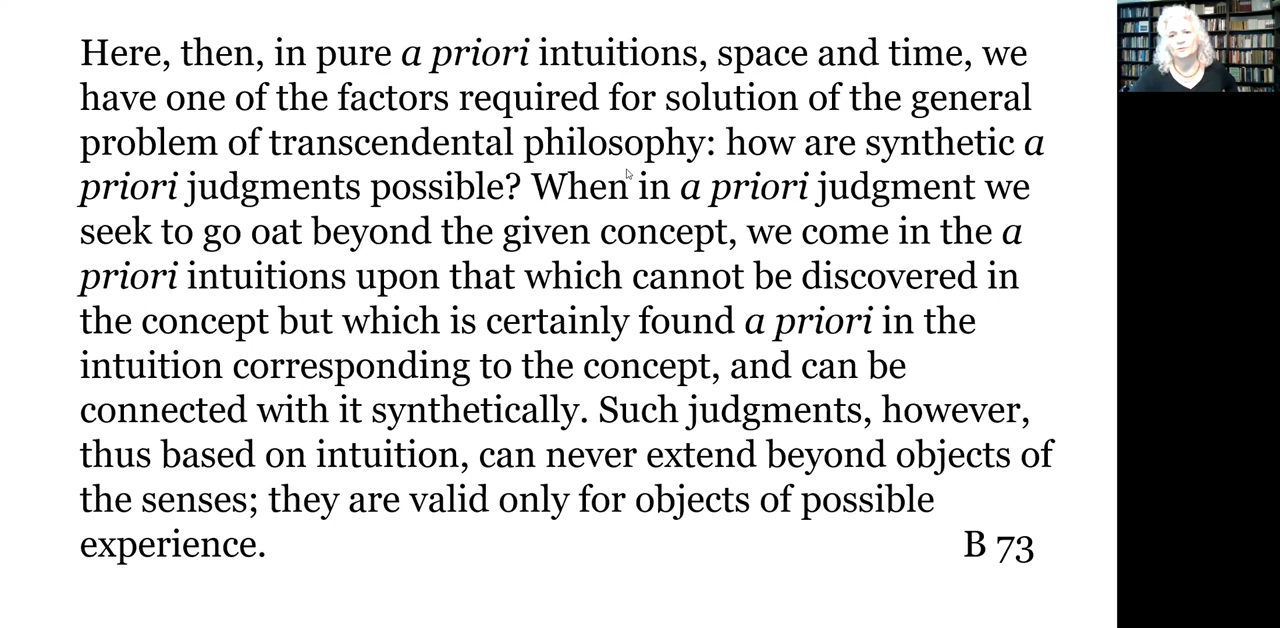 Here, then, in pure a priori intuitions, space and time, we
have one of the factors required for solution of the general
problem of transcendental philosophy: how are synthetic a
priori judgments possible? When in a priori judgment we
seek to go oat beyond the given concept, we come in the a
priori intuitions upon that which cannot be discovered in
the concept but which is certainly found a priori in the
intuition corresponding to the concept, and can be
connected with it synthetically. Such judgments, however,
thus based on intuition, can never extend beyond objects of
the senses; they are valid only for objects of possible
experience. B 73